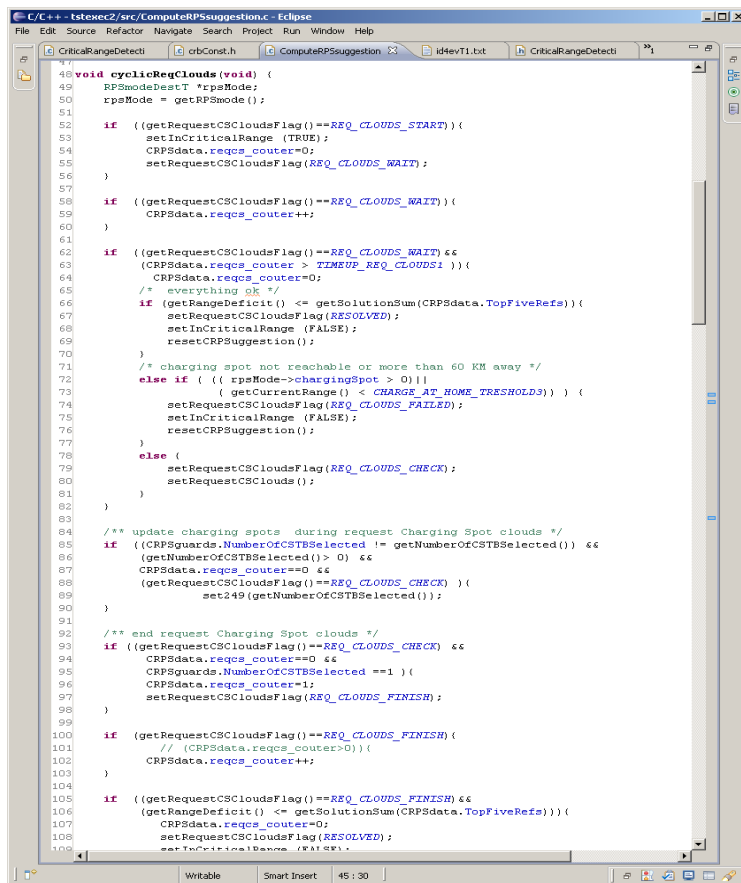 C/C++ - tstexec2/src/ComputeRPSsuggestion.c - Eclipse
File Edit Source Refactor Navigate Search Project Run Window Help
CriticalRangeDetecti crbConst.h ComputeRPSsuggestion id4evT1.txt CriticalRangeDetecti »1
47
48 void cyclicReqClouds(void) {
49 RPSmodeDestT *rpsMode;
50 rpsMode = getRPSmode();
51
52 if ((getRequestCSCloudsFlag()==REQ_CLOUDS_START)){
53 setInCriticalRange (TRUE);
54 CRPSdata.reqcs_couter=0;
55 setRequestCSCloudsFlag(REQ_CLOUDS_WAIT);
56 }
57
58 if ((getRequestCSCloudsFlag()==REQ_CLOUDS_WAIT)){
59 CRPSdata.reqcs_couter++;
60 }
61
62 if ((getRequestCSCloudsFlag()==REQ_CLOUDS_WAIT)&&
63 (CRPSdata.reqcs_couter > TIMEUP_REQ_CLOUDS1 )){
64 CRPSdata.reqcs_couter=0;
65 /* everything ok */
66 if (getRangeDeficit() <= getSolutionSum(CRPSdata.TopFiveRefs)){
67 setRequestCSCloudsFlag(RESOLVED);
68 setInCriticalRange (FALSE);
69 resetCRPSuggestion();
70 }
71 /* charging spot not reachable or more than 60 KM away */
72 else if ( (( rpsMode->chargingSpot > 0)||
73 ( getCurrentRange() < CHARGE_AT_HOME_TRESHOLD3)) ) {
74 setRequestCSCloudsFlag(REQ_CLOUDS_FAILED);
75 setInCriticalRange (FALSE);
76 resetCRPSuggestion();
77 }
78 else {
79 setRequestCSCloudsFlag(REQ_CLOUDS_CHECK);
80 setRequestCSClouds();
81 }
82 }
83
84 /** update charging spots during request Charging Spot clouds */
85 if ((CRPSguards.NumberOfCSTBSelected != getNumberOfCSTBSelected()) &&
86 (getNumberOfCSTBSelected()> 0) &&
87 CRPSdata.reqcs_couter==0 &&
88 (getRequestCSCloudsFlag()==REQ_CLOUDS_CHECK) ){
89 set249(getNumberOfCSTBSelected());
90 }
91
92 /** end request Charging Spot clouds */
93 if ((getRequestCSCloudsFlag()==REQ_CLOUDS_CHECK) &&
94 CRPSdata.reqcs_couter==0 &&
95 CRPSguards.NumberOfCSTBSelected ==1 ){
96 CRPSdata.reqcs_couter=1;
97 setRequestCSCloudsFlag(REQ_CLOUDS_FINISH);
98 }
99
100 if (getRequestCSCloudsFlag()==REQ_CLOUDS_FINISH){
101 // (CRPSdata.reqcs_couter>0)){
102 CRPSdata.reqcs_couter++;
103 }
104
105 if ((getRequestCSCloudsFlag()==REQ_CLOUDS_FINISH)&&
106 (getRangeDeficit() <= getSolutionSum(CRPSdata.TopFiveRefs))){
107 CRPSdata.reqcs_couter=0;
108 setRequestCSCloudsFlag(RESOLVED);
109 setInCriticalRange (FALSE);
Writable Smart Insert 45 : 30